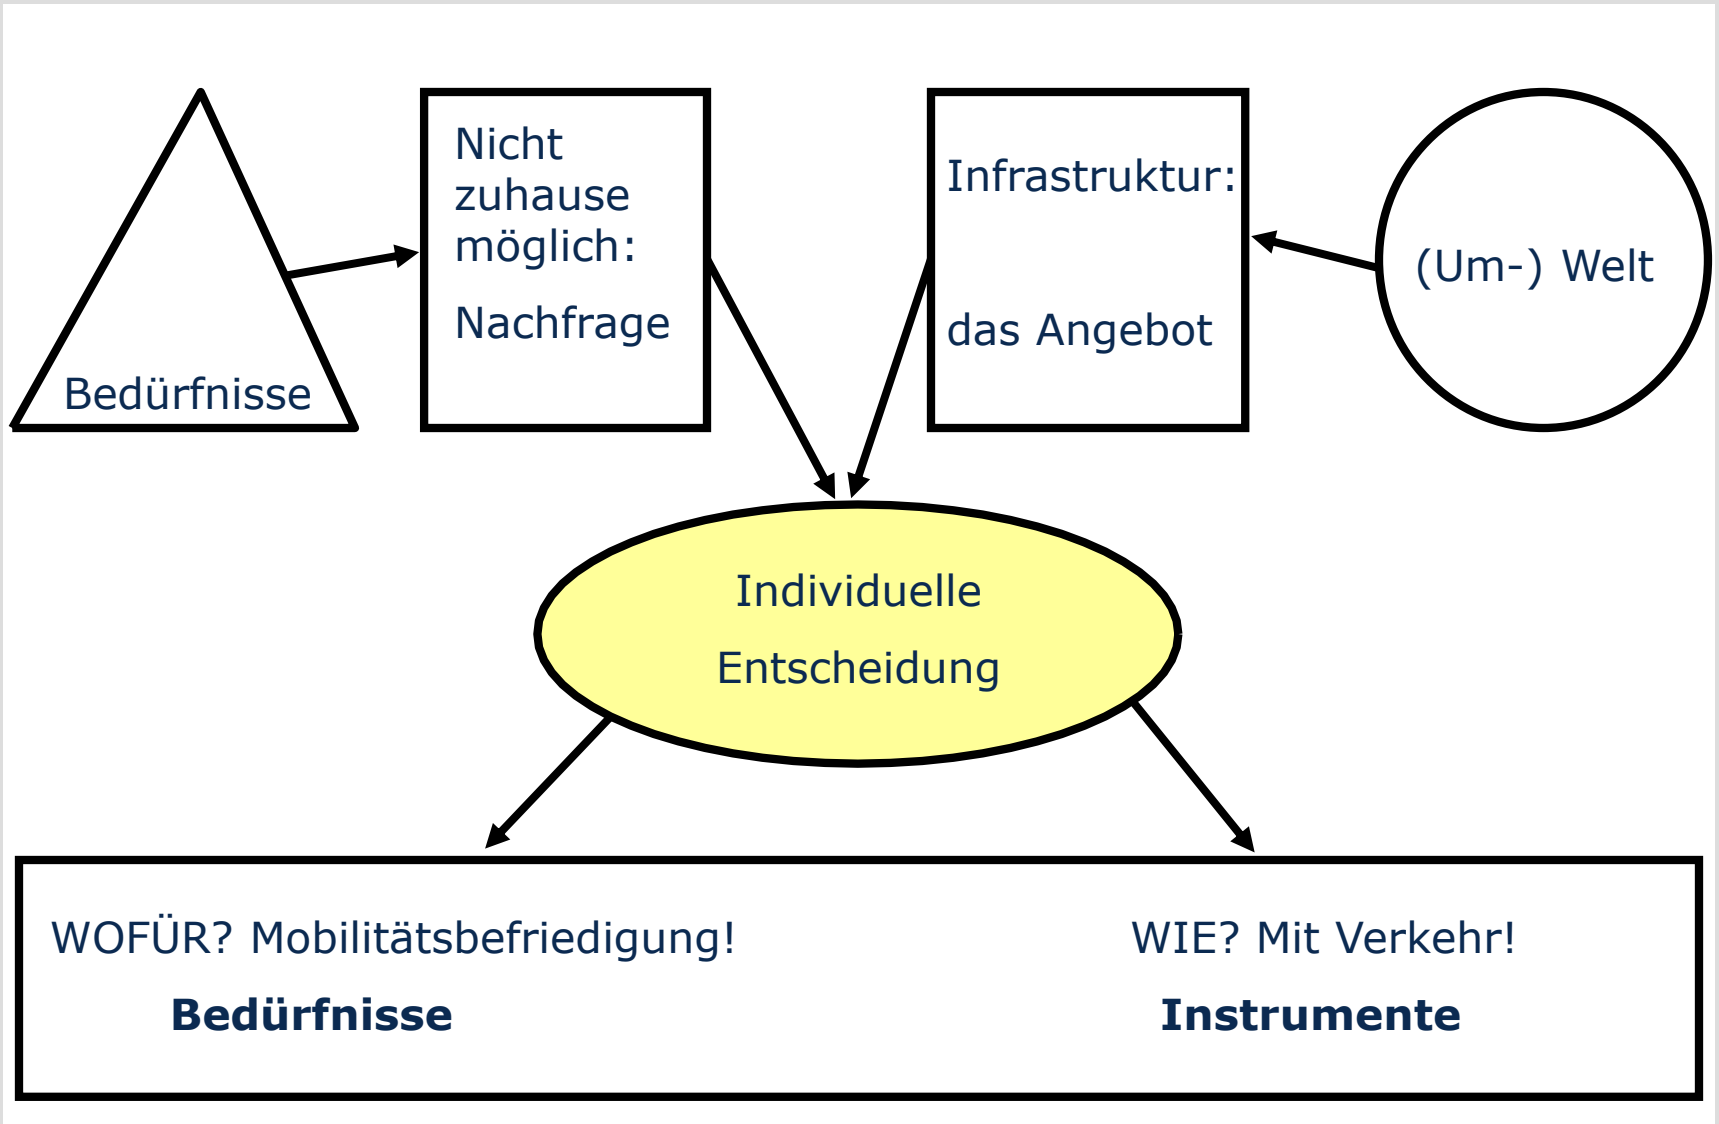 Bedürfnisse
Nicht
zuhause
möglich:
Nachfrage
Infrastruktur:
das Angebot
(Um-) Welt
Individuelle
Entscheidung
WOFÜR? Mobilitätsbefriedigung!
Bedürfnisse
WIE? Mit Verkehr!
Instrumente